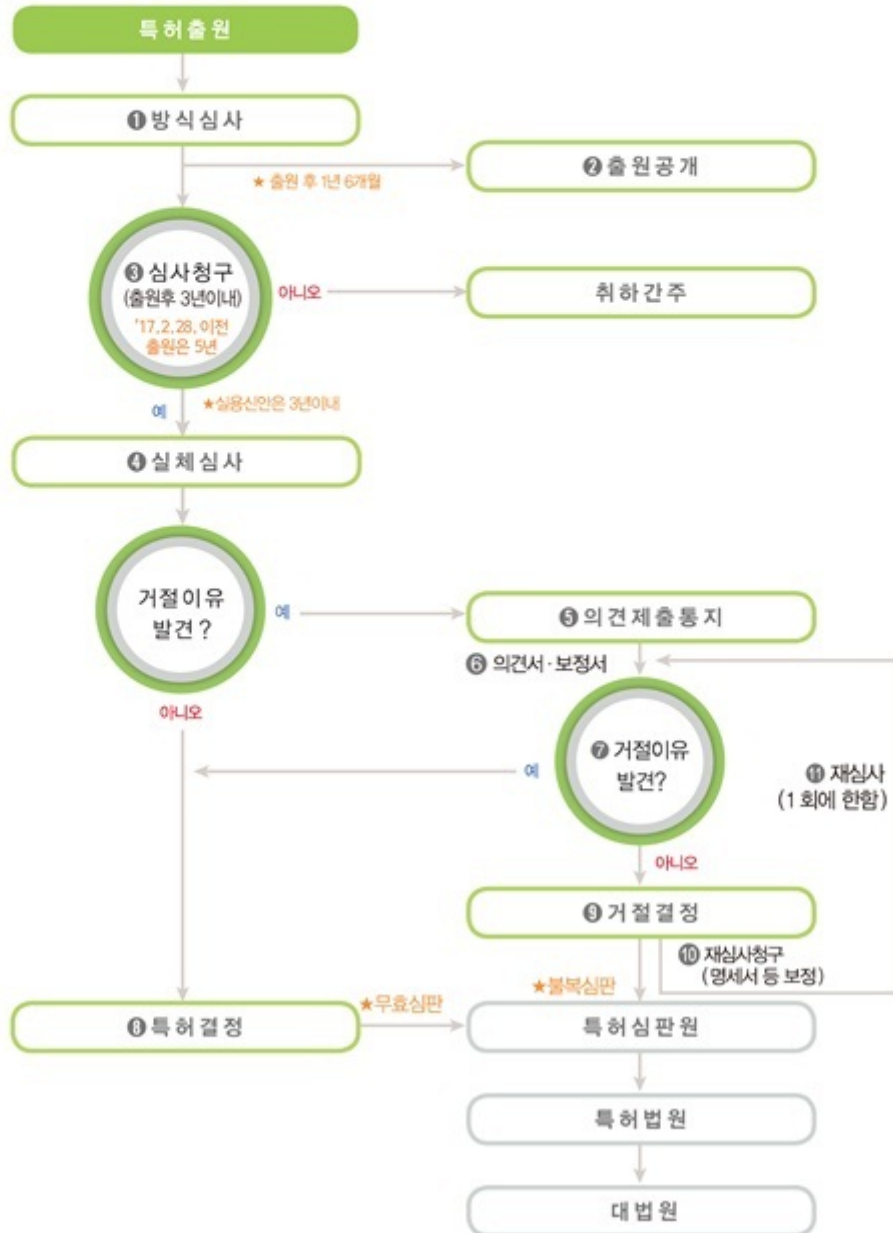 특허출원
❶ 방식심사
★ 출원 후 1년 6개월
❷ 출원공개
❸ 심사청구
(출원후 3년이내)
'17.2.28. 이전
출원은 5년
아니오
취하간주
예
★실용신안은 3년이내
❹ 실체심사
거절이유
발견?
예
❺ 의견제출통지
❻ 의견서·보정서
아니오
❼ 거절이유
발견?
예
⓫ 재심사
(1회에 한함)
아니오
❾ 거절결정
❿ 재심사청구
(명세서 등 보정)
★불복심판
❽ 특허결정
★무효심판
특허심판원
특허법원
대법원